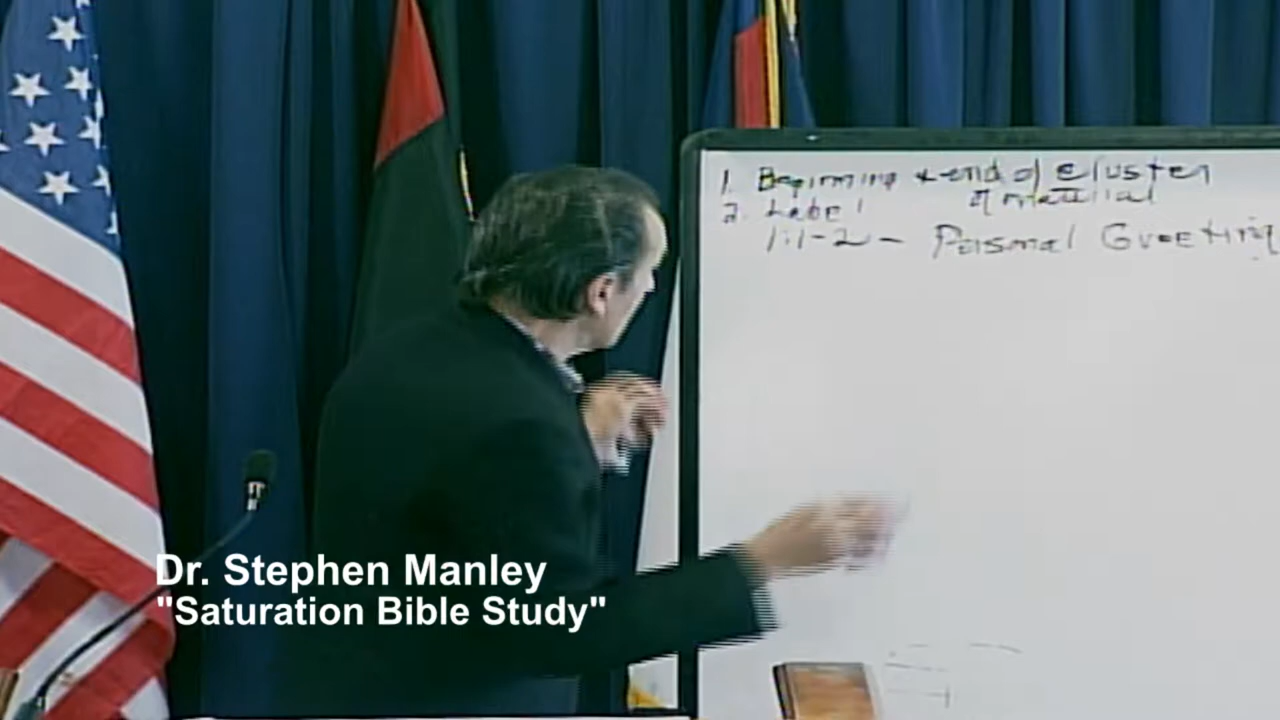 1. Beginning + end of cluster
of material
2. Label
1:1-2 - Personal Greeting
Dr. Stephen Manley
"Saturation Bible Study"